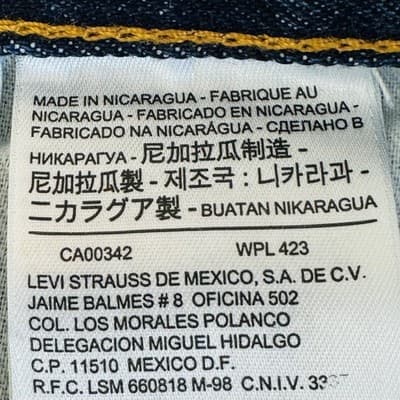 MADE IN NICARAGUA - FABRIQUE AU
NICARAGUA - FABRICADO EN NICARAGUA -
FABRICADO NA NICARÁGUA - СДЕЛАНО В
НИКАРАГУА - 尼加拉瓜制造 -
尼加拉瓜製 - 제조국 : 니카라과 -
ニカラグア製 - BUATAN NIKARAGUA
CA00342 WPL 423
LEVI STRAUSS DE MEXICO, S.A. DE C.V.
JAIME BALMES # 8 OFICINA 502
COL. LOS MORALES POLANCO
DELEGACION MIGUEL HIDALGO
C.P. 11510 MEXICO D.F.
R.F.C. LSM 660818 M-98 C.N.I.V.